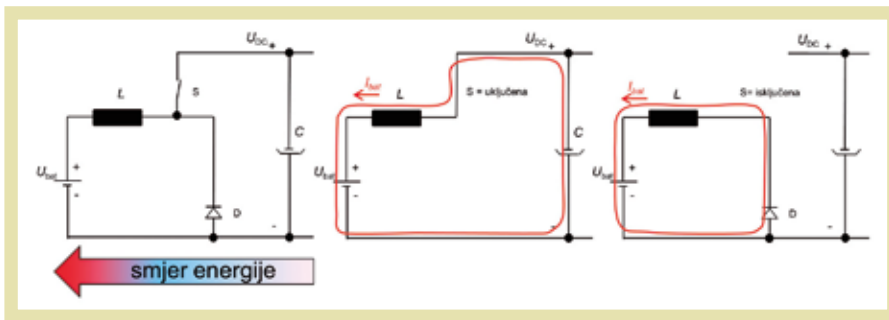 U_DC +
L
S
C
U_bat
+
-
D
-
smjer energije
U_DC +
I_bat
L
S = uključena
C
U_bat
+
-
-
U_DC +
I_bat
L
S= isključena
U_bat
+
-
D
-